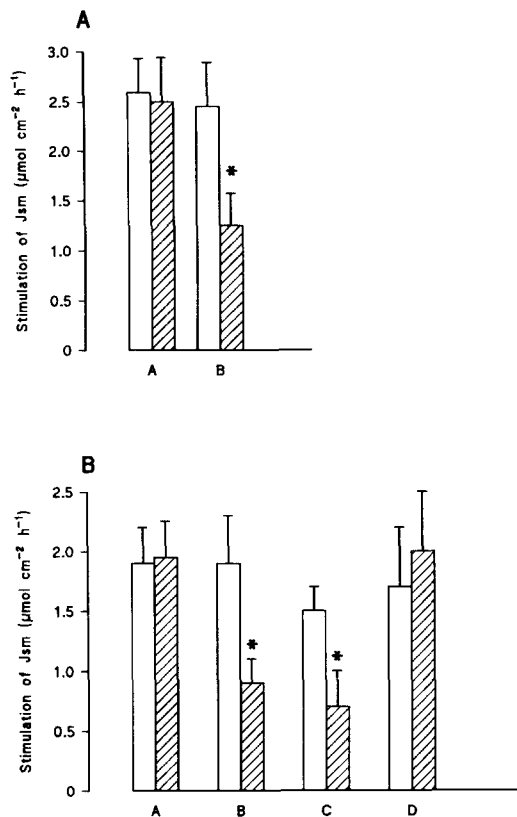 A
Stimulation of Jsm (μmol cm⁻² h⁻¹)
3.0
2.5
2.0
1.5
1.0
0.5
0
*
A B
B
Stimulation of Jsm (μmol cm⁻² h⁻¹)
2.5
2.0
1.5
1.0
0.5
0
* *
A B C D